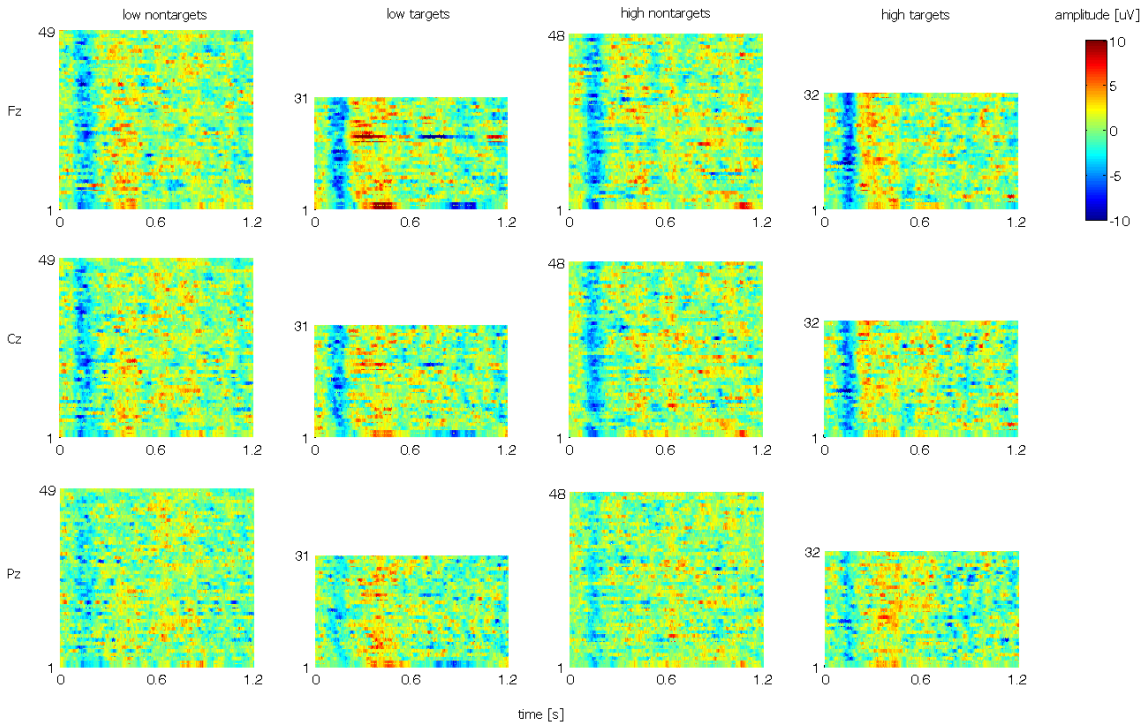 low nontargets low targets high nontargets high targets amplitude [uV]
49 48 10
31 32 5
Fz 0
-5
1 1 1 1 -10
0 0.6 1.2 0 0.6 1.2 0 0.6 1.2 0 0.6 1.2
49 48
31 32
Cz
1 1 1 1
0 0.6 1.2 0 0.6 1.2 0 0.6 1.2 0 0.6 1.2
49 48
31 32
Pz
1 1 1 1
0 0.6 1.2 0 0.6 1.2 0 0.6 1.2 0 0.6 1.2
time [s]